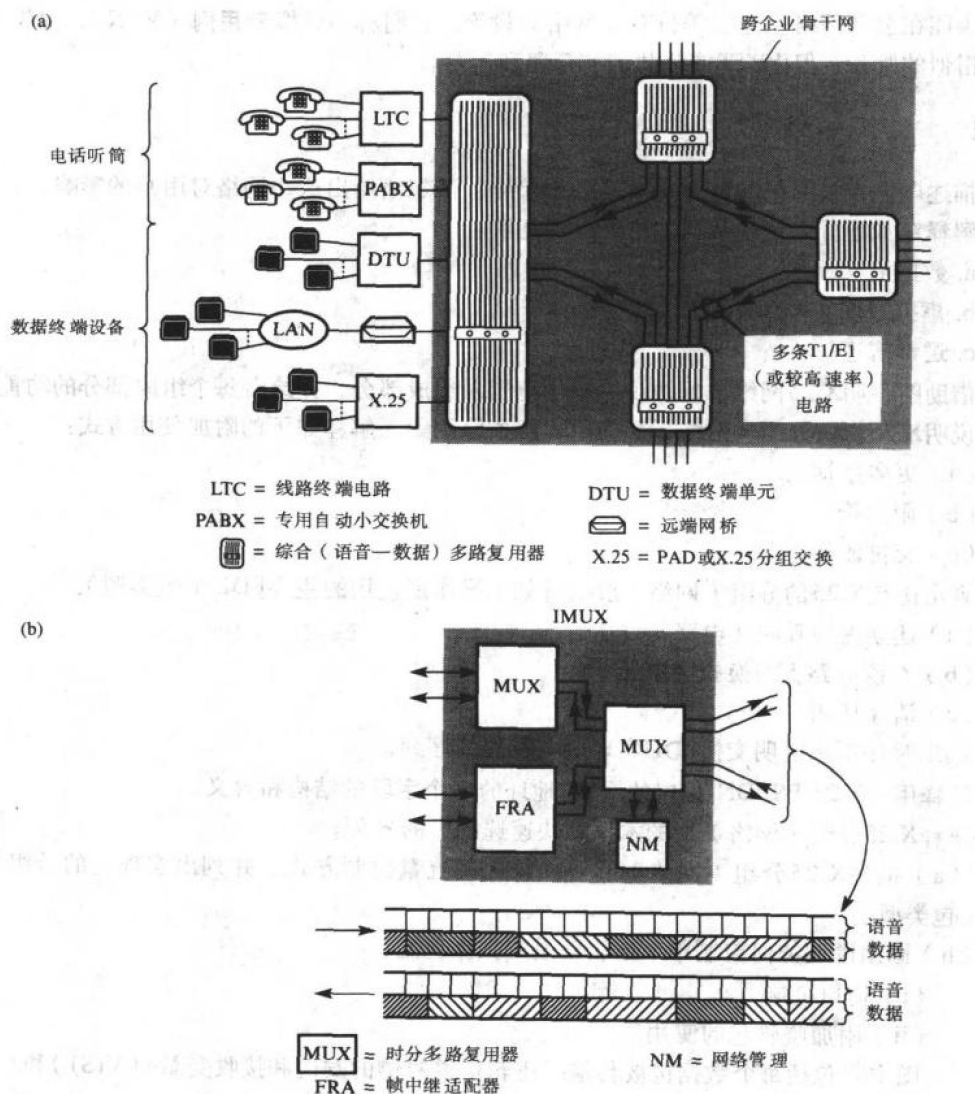 (a)
跨企业骨干网
LTC
电话听筒
PABX
DTU
数据终端设备
LAN
多条T1/E1
(或较高速率)
电路
X.25
LTC = 线路终端电路
DTU = 数据终端单元
PABX = 专用自动小交换机
= 远端网桥
= 综合(语音—数据)多路复用器
X.25 = PAD或X.25分组交换
(b)
IMUX
MUX
MUX
FRA
NM
语音
数据
语音
数据
MUX = 时分多路复用器
NM = 网络管理
FRA = 帧中继适配器